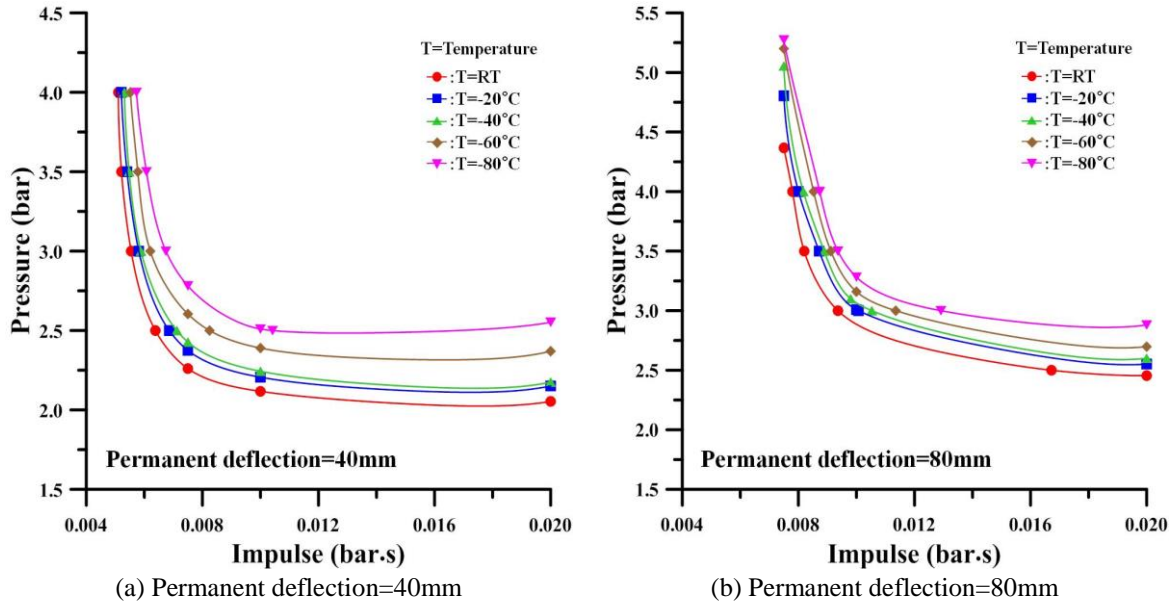 T=Temperature
:T=RT
:T=-20°C
:T=-40°C
:T=-60°C
:T=-80°C
4.0
3.5
3.0
2.5
2.0
1.5
Pressure (bar)
Permanent deflection=40mm
0.004 0.008 0.012 0.016 0.020
Impulse (bar.s)
(a) Permanent deflection=40mm
T=Temperature
:T=RT
:T=-20°C
:T=-40°C
:T=-60°C
:T=-80°C
5.5
5.0
4.5
4.0
3.5
3.0
2.5
2.0
1.5
Pressure (bar)
Permanent deflection=80mm
0.004 0.008 0.012 0.016 0.020
Impulse (bar.s)
(b) Permanent deflection=80mm